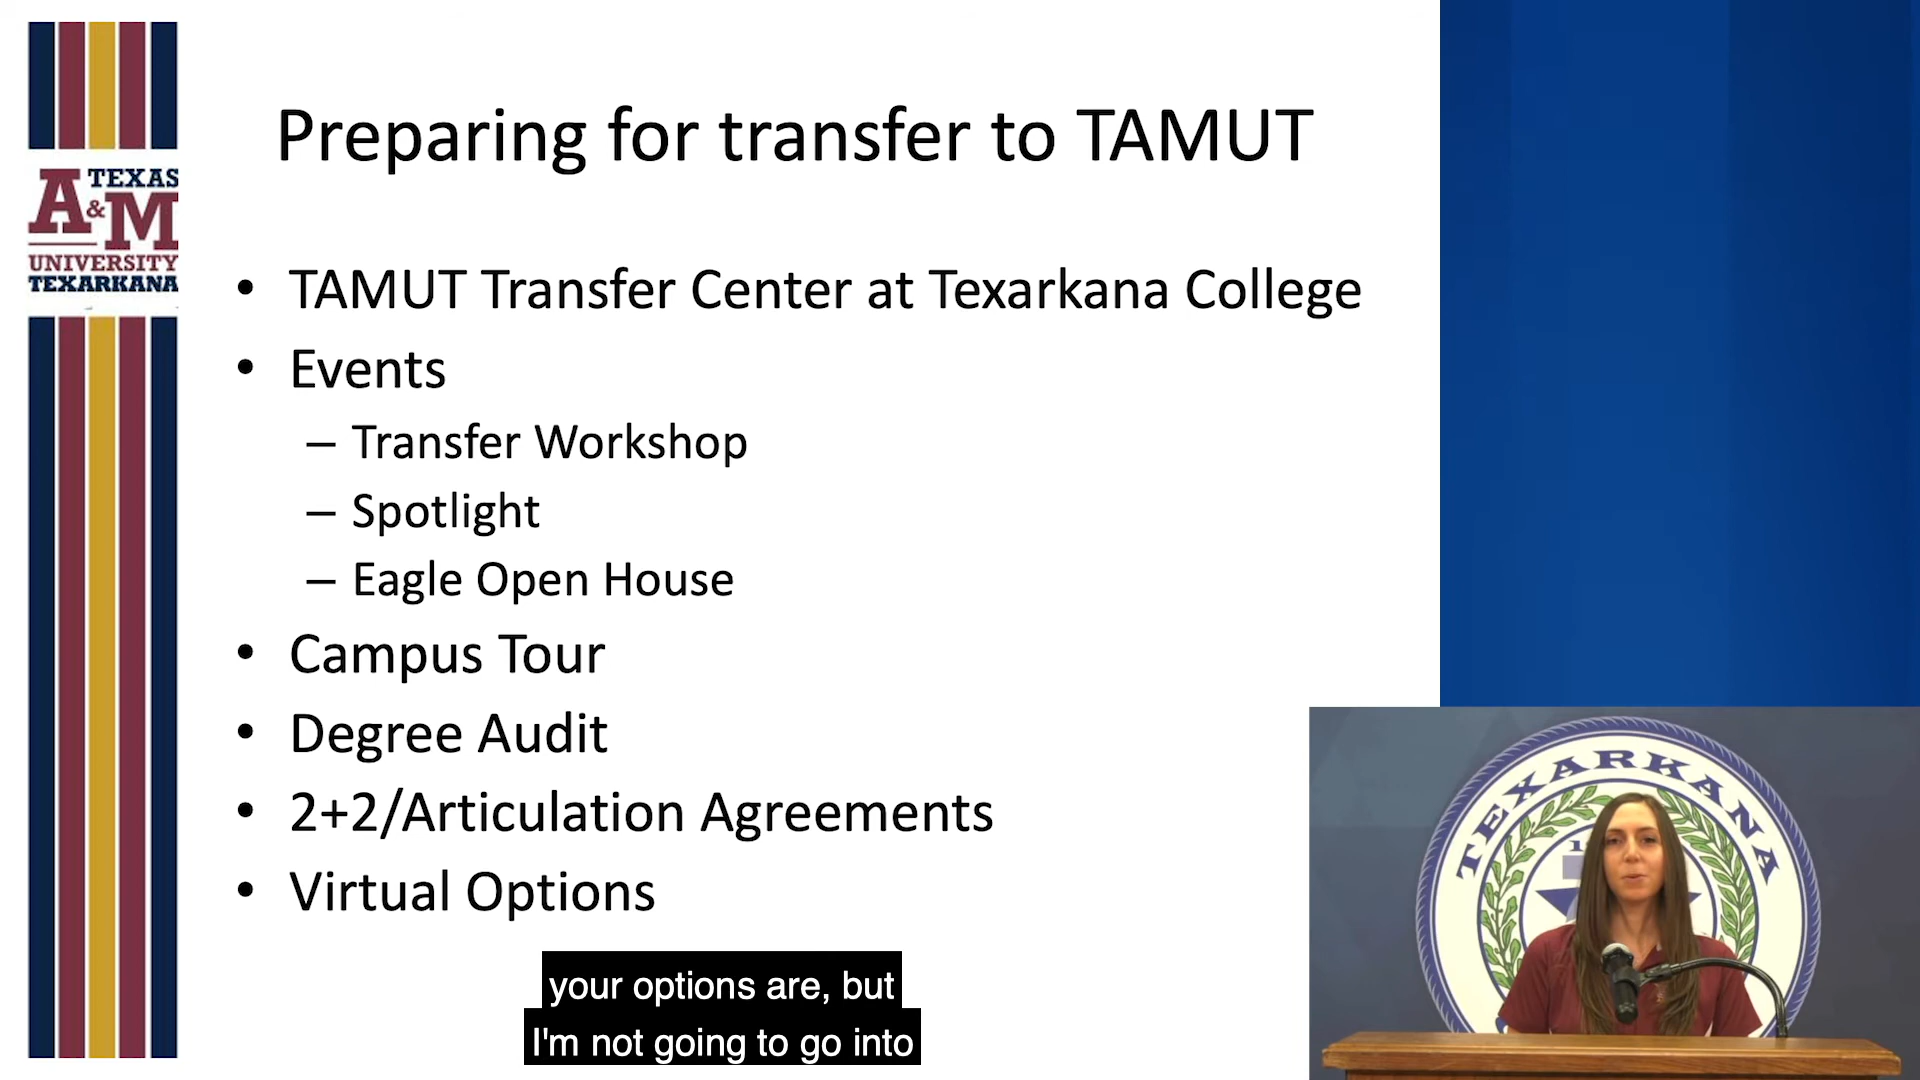 Preparing for transfer to TAMUT
TEXAS
A&M
UNIVERSITY
TEXARKANA
• TAMUT Transfer Center at Texarkana College
• Events
– Transfer Workshop
– Spotlight
– Eagle Open House
• Campus Tour
• Degree Audit
• 2+2/Articulation Agreements
• Virtual Options
TEXARKANA
your options are, but
I'm not going to go into